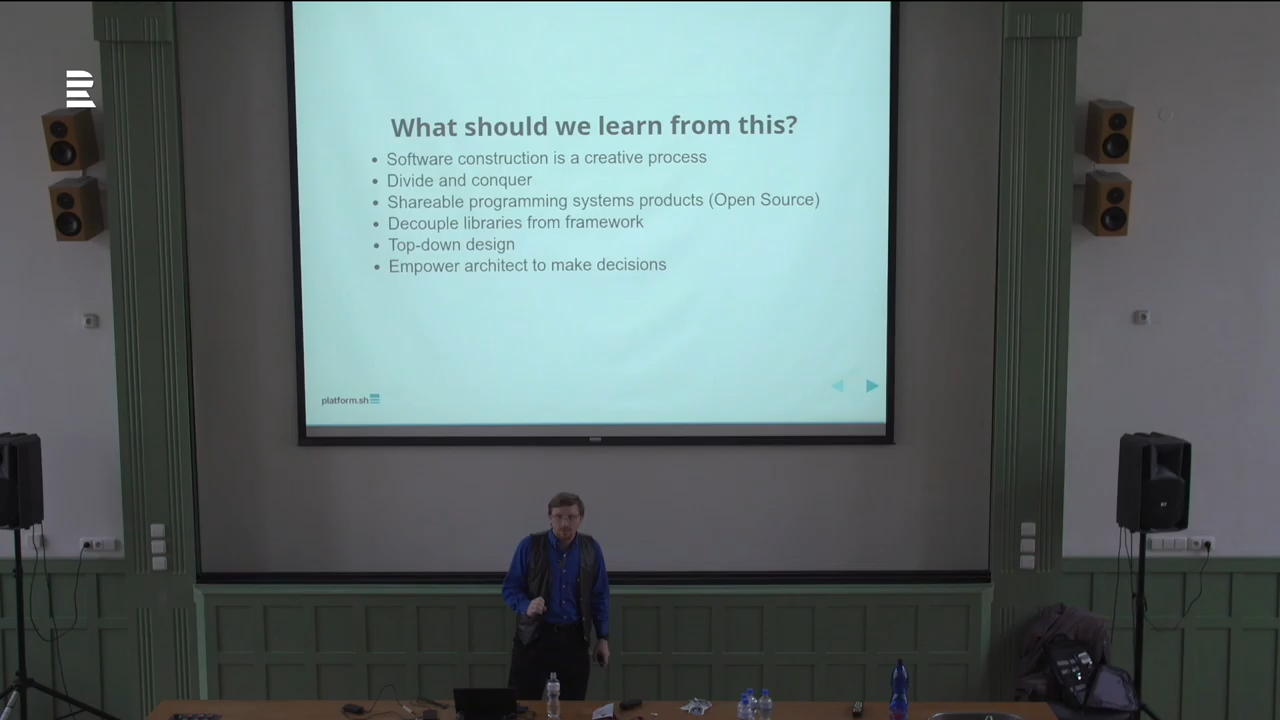 What should we learn from this?
• Software construction is a creative process
• Divide and conquer
• Shareable programming systems products (Open Source)
• Decouple libraries from framework
• Top-down design
• Empower architect to make decisions
platform.sh